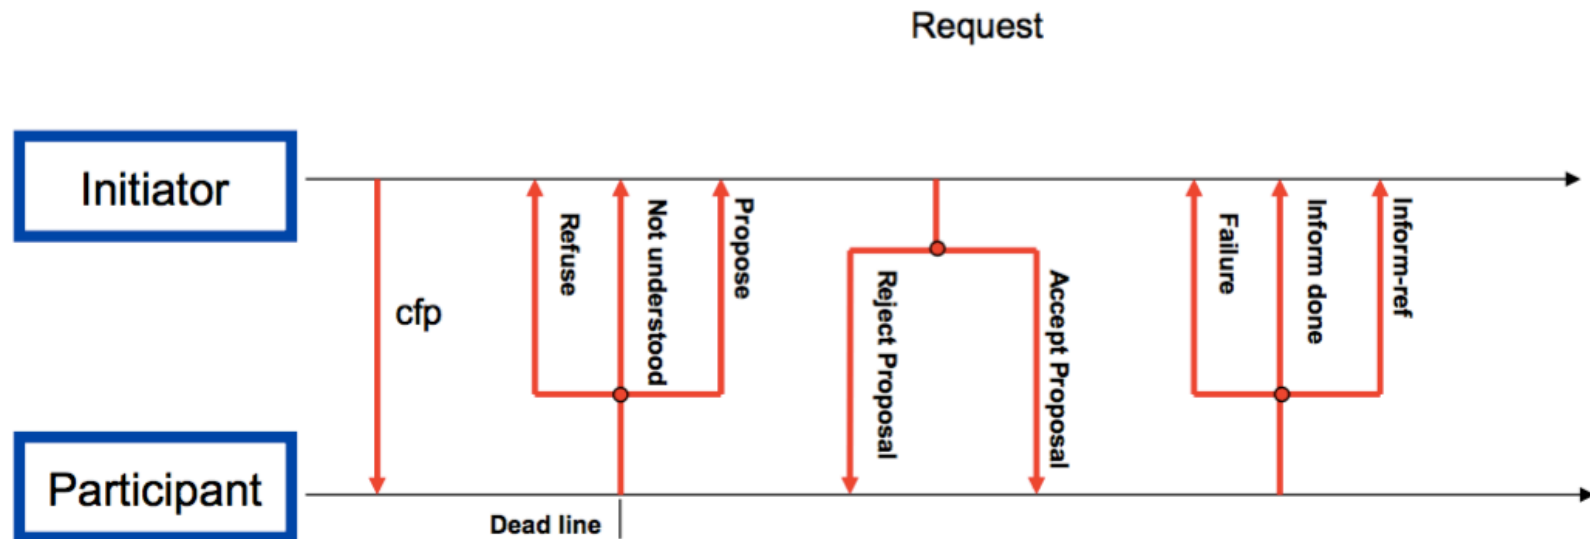 Request
Initiator
cfp
Refuse
Not understood
Propose
Reject Proposal
Accept Proposal
Failure
Inform done
Inform-ref
Participant
Dead line